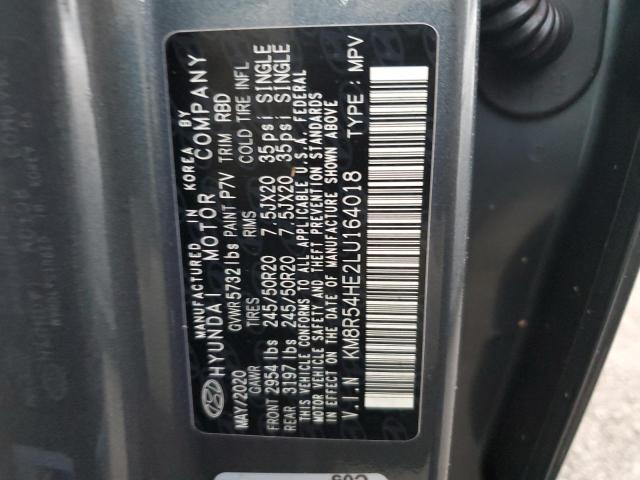 MANUFACTURED IN KOREA BY
HYUNDAI MOTOR COMPANY
MAY/2020 GVWR 5732 lbs PAINT P7V TRIM RBD
GAWR TIRES RIMS COLD TIRE INFL
FRONT 2954 lbs 245/50R20 7.5JX20 35psi SINGLE
REAR 3197 lbs 245/50R20 7.5JX20 35psi SINGLE
THIS VEHICLE CONFORMS TO ALL APPLICABLE U.S.A. FEDERAL
MOTOR VEHICLE SAFETY AND THEFT PREVENTION STANDARDS
IN EFFECT ON THE DATE OF MANUFACTURE SHOWN ABOVE
V.I.N KM8R54HE2LU164018 TYPE : MPV